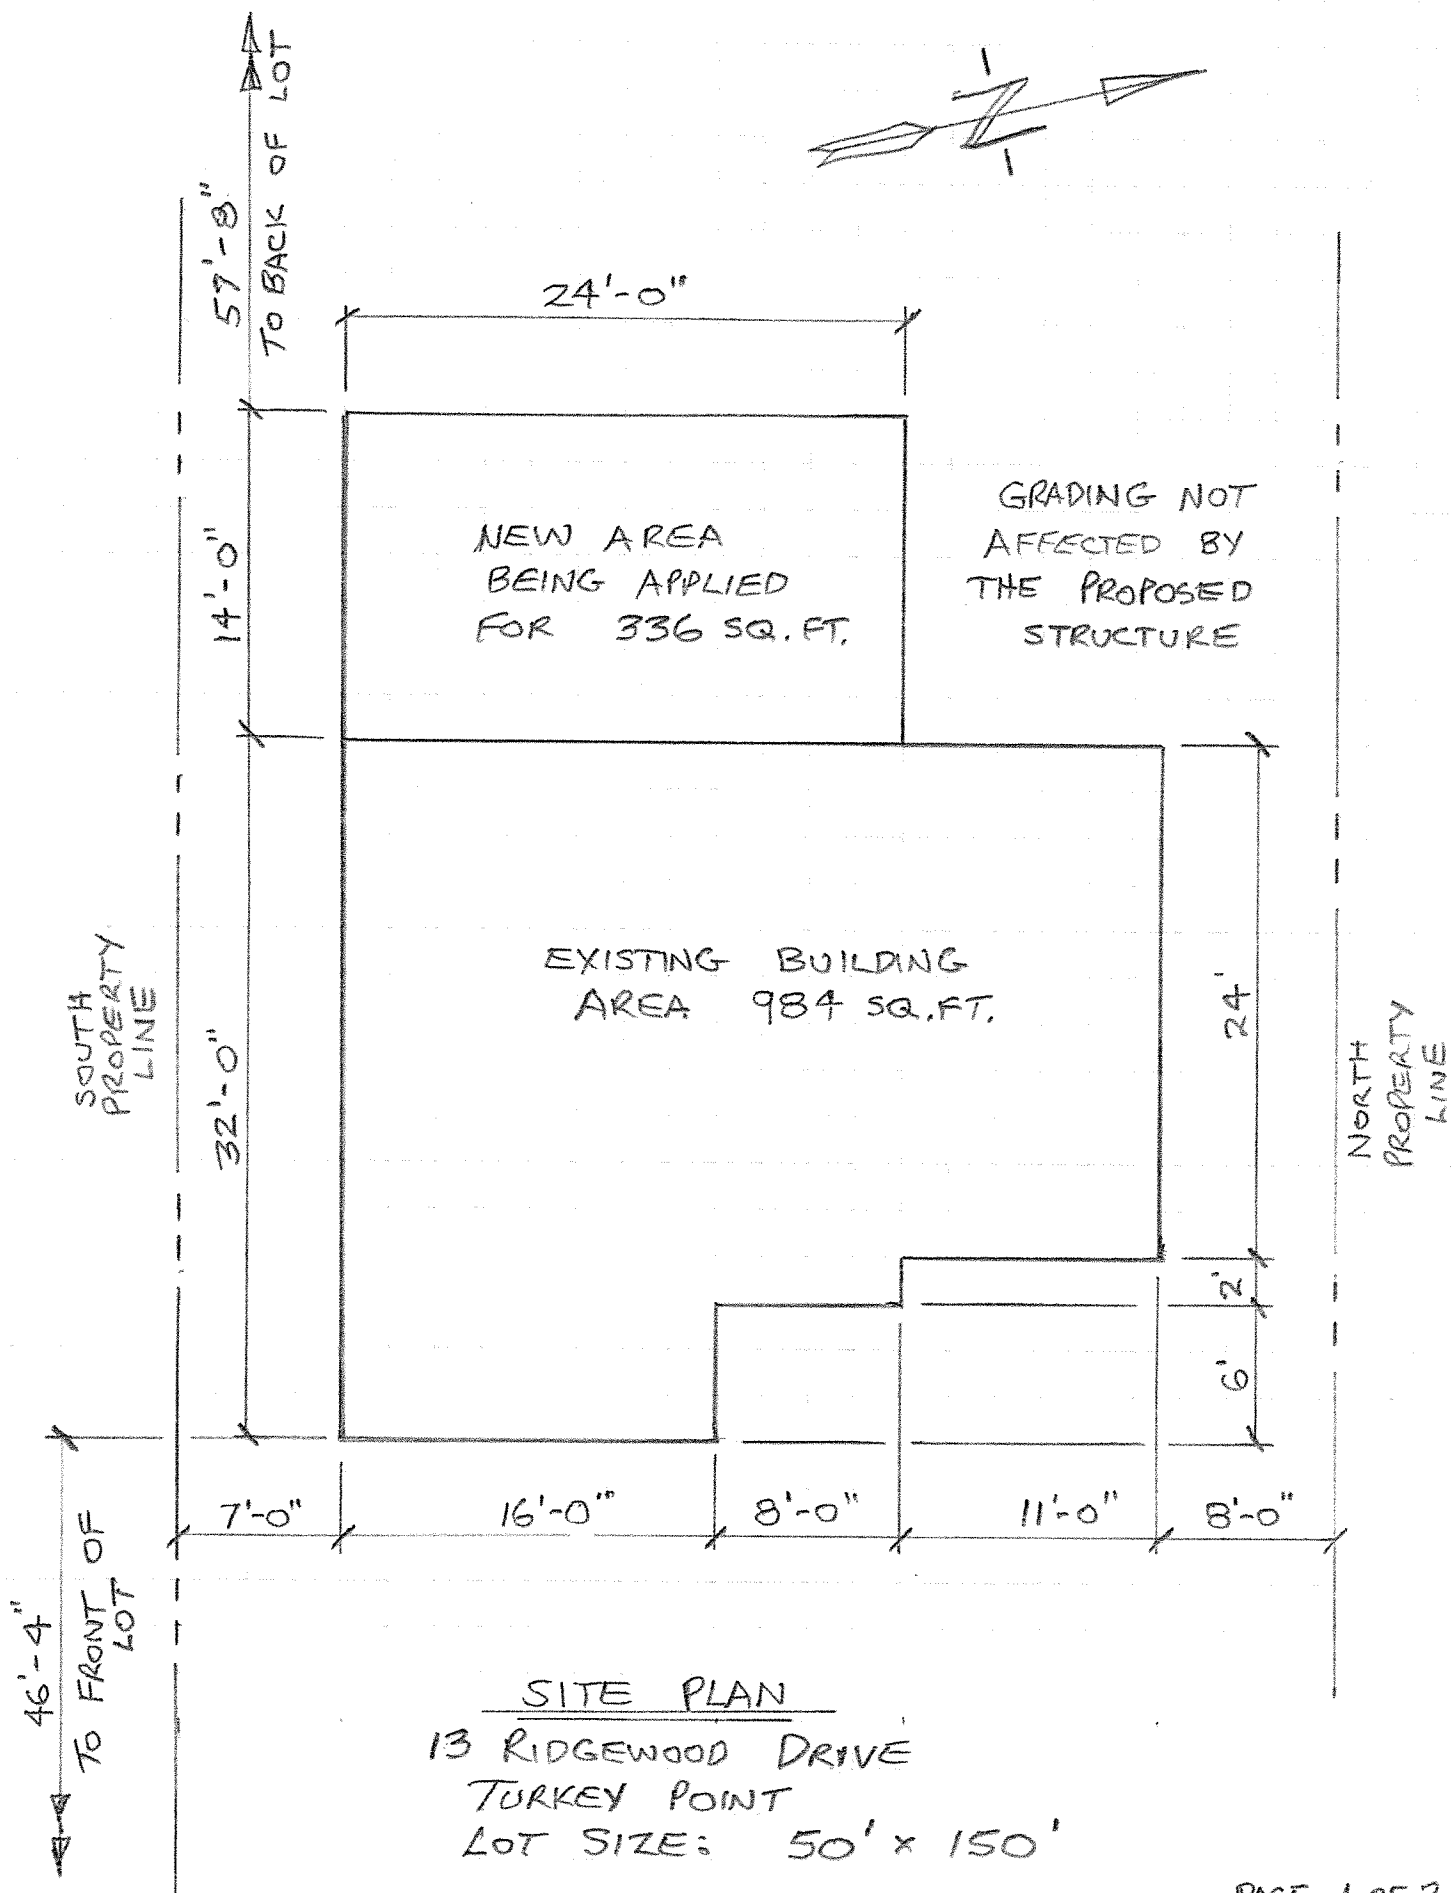 57'-8"
TO BACK OF LOT
N
24'-0"
14'-0"
NEW AREA
BEING APPLIED
FOR 336 SQ.FT.
GRADING NOT
AFFECTED BY
THE PROPOSED
STRUCTURE
SOUTH
PROPERTY
LINE
32'-0"
EXISTING BUILDING
AREA 984 SQ.FT.
24'
2'
6'
NORTH
PROPERTY
LINE
7'-0"
16'-0"
8'-0"
11'-0"
8'-0"
46'-4"
TO FRONT OF
LOT
SITE PLAN
13 RIDGEWOOD DRIVE
TURKEY POINT
LOT SIZE: 50' x 150'
PAGE 1 OF